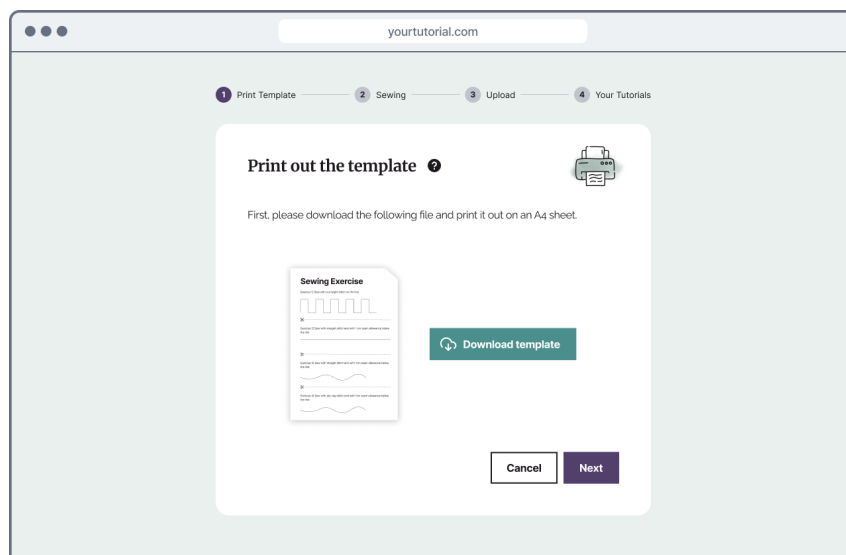 yourtutorial.com
1 Print Template
2 Sewing
3 Upload
4 Your Tutorials
Print out the template ?
First, please download the following file and print it out on an A4 sheet.
Sewing Exercise
Download template
Cancel
Next